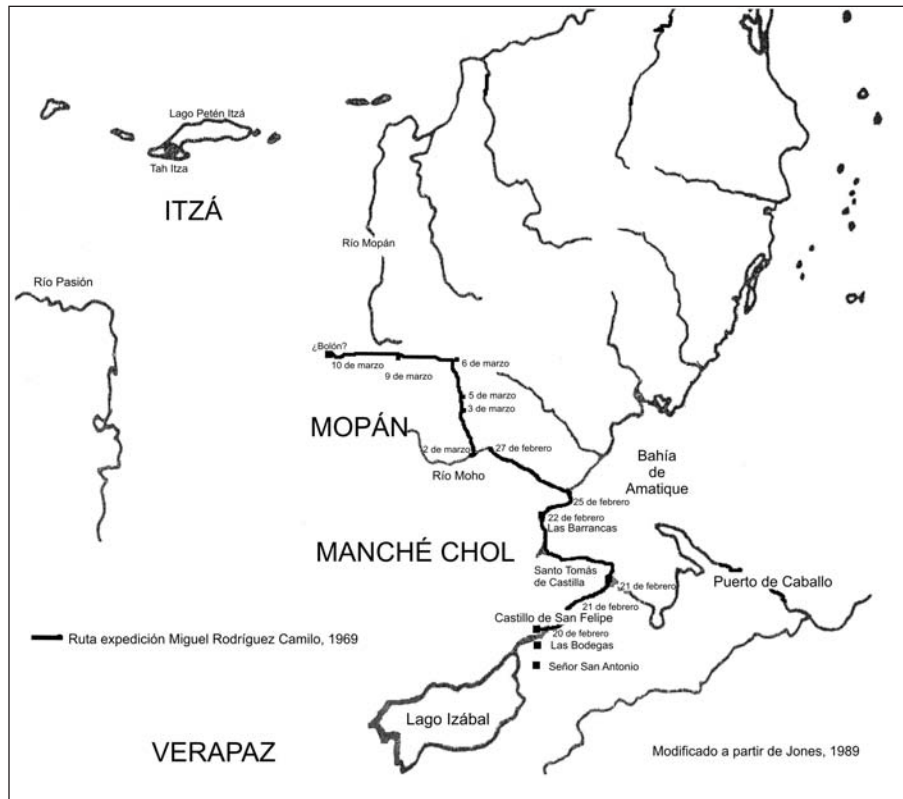 Lago Petén Itzá
Tah Itza
ITZÁ
Río Mopán
Río Pasión
¿Bolón?
10 de marzo
6 de marzo
9 de marzo
5 de marzo
3 de marzo
MOPÁN
2 de marzo
27 de febrero
Río Moho
Bahía
de
Amatique
25 de febrero
22 de febrero
Las Barrancas
MANCHÉ CHOL
Santo Tomás
de Castilla
21 de febrero
Puerto de Caballo
21 de febrero
Castillo de San Felipe
20 de febrero
Ruta expedición Miguel Rodríguez Camilo, 1969
Las Bodegas
Señor San Antonio
Lago Izábal
VERAPAZ
Modificado a partir de Jones, 1989